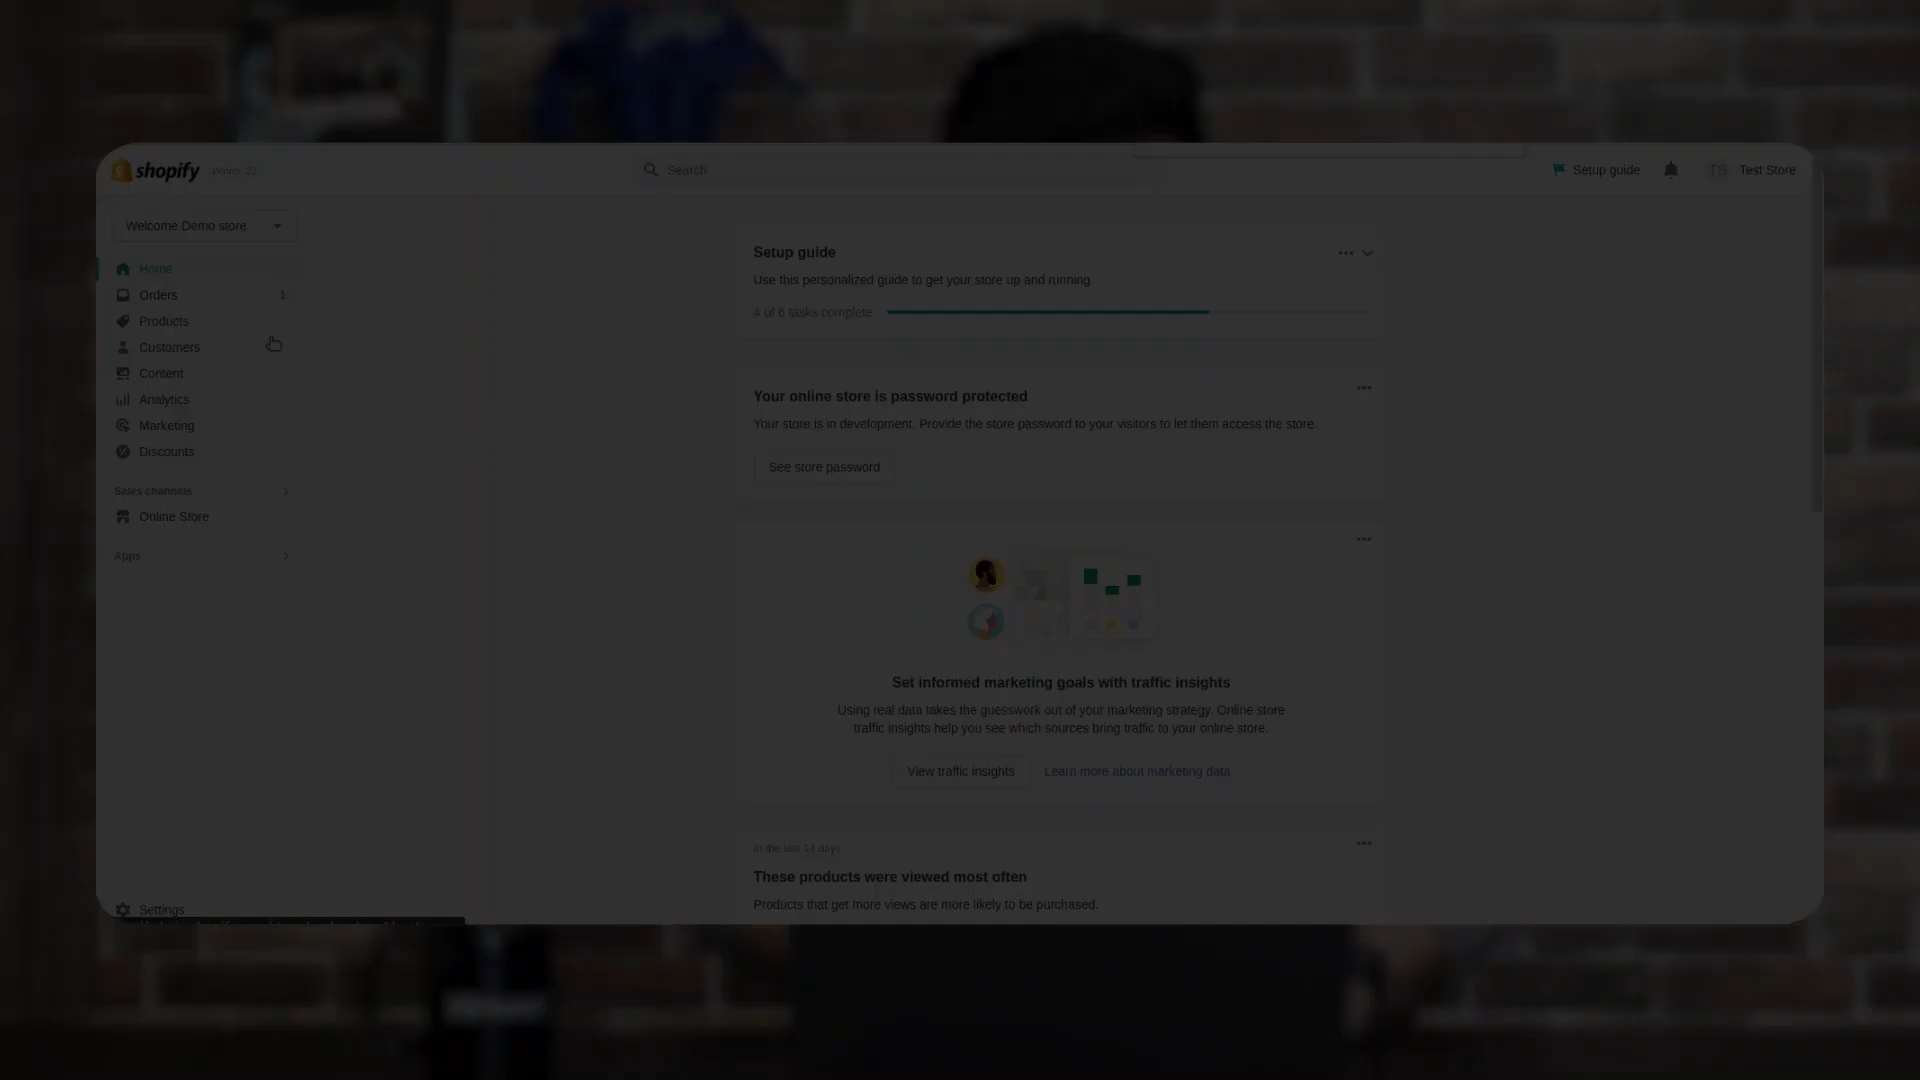 shopify
Search
Setup guide
TS
Test Store
Welcome Demo store
Home
Orders
1
Products
Customers
Content
Analytics
Marketing
Discounts
Sales channels
Online Store
Apps
Settings
Setup guide
Use this personalized guide to get your store up and running.
4 of 6 tasks complete
Your online store is password protected
Your store is in development. Provide the store password to your visitors to let them access the store.
See store password
Set informed marketing goals with traffic insights
Using real data takes the guesswork out of your marketing strategy. Online store
traffic insights help you see which sources bring traffic to your online store.
View traffic insights
Learn more about marketing data
In the last 14 days
These products were viewed most often
Products that get more views are more likely to be purchased.